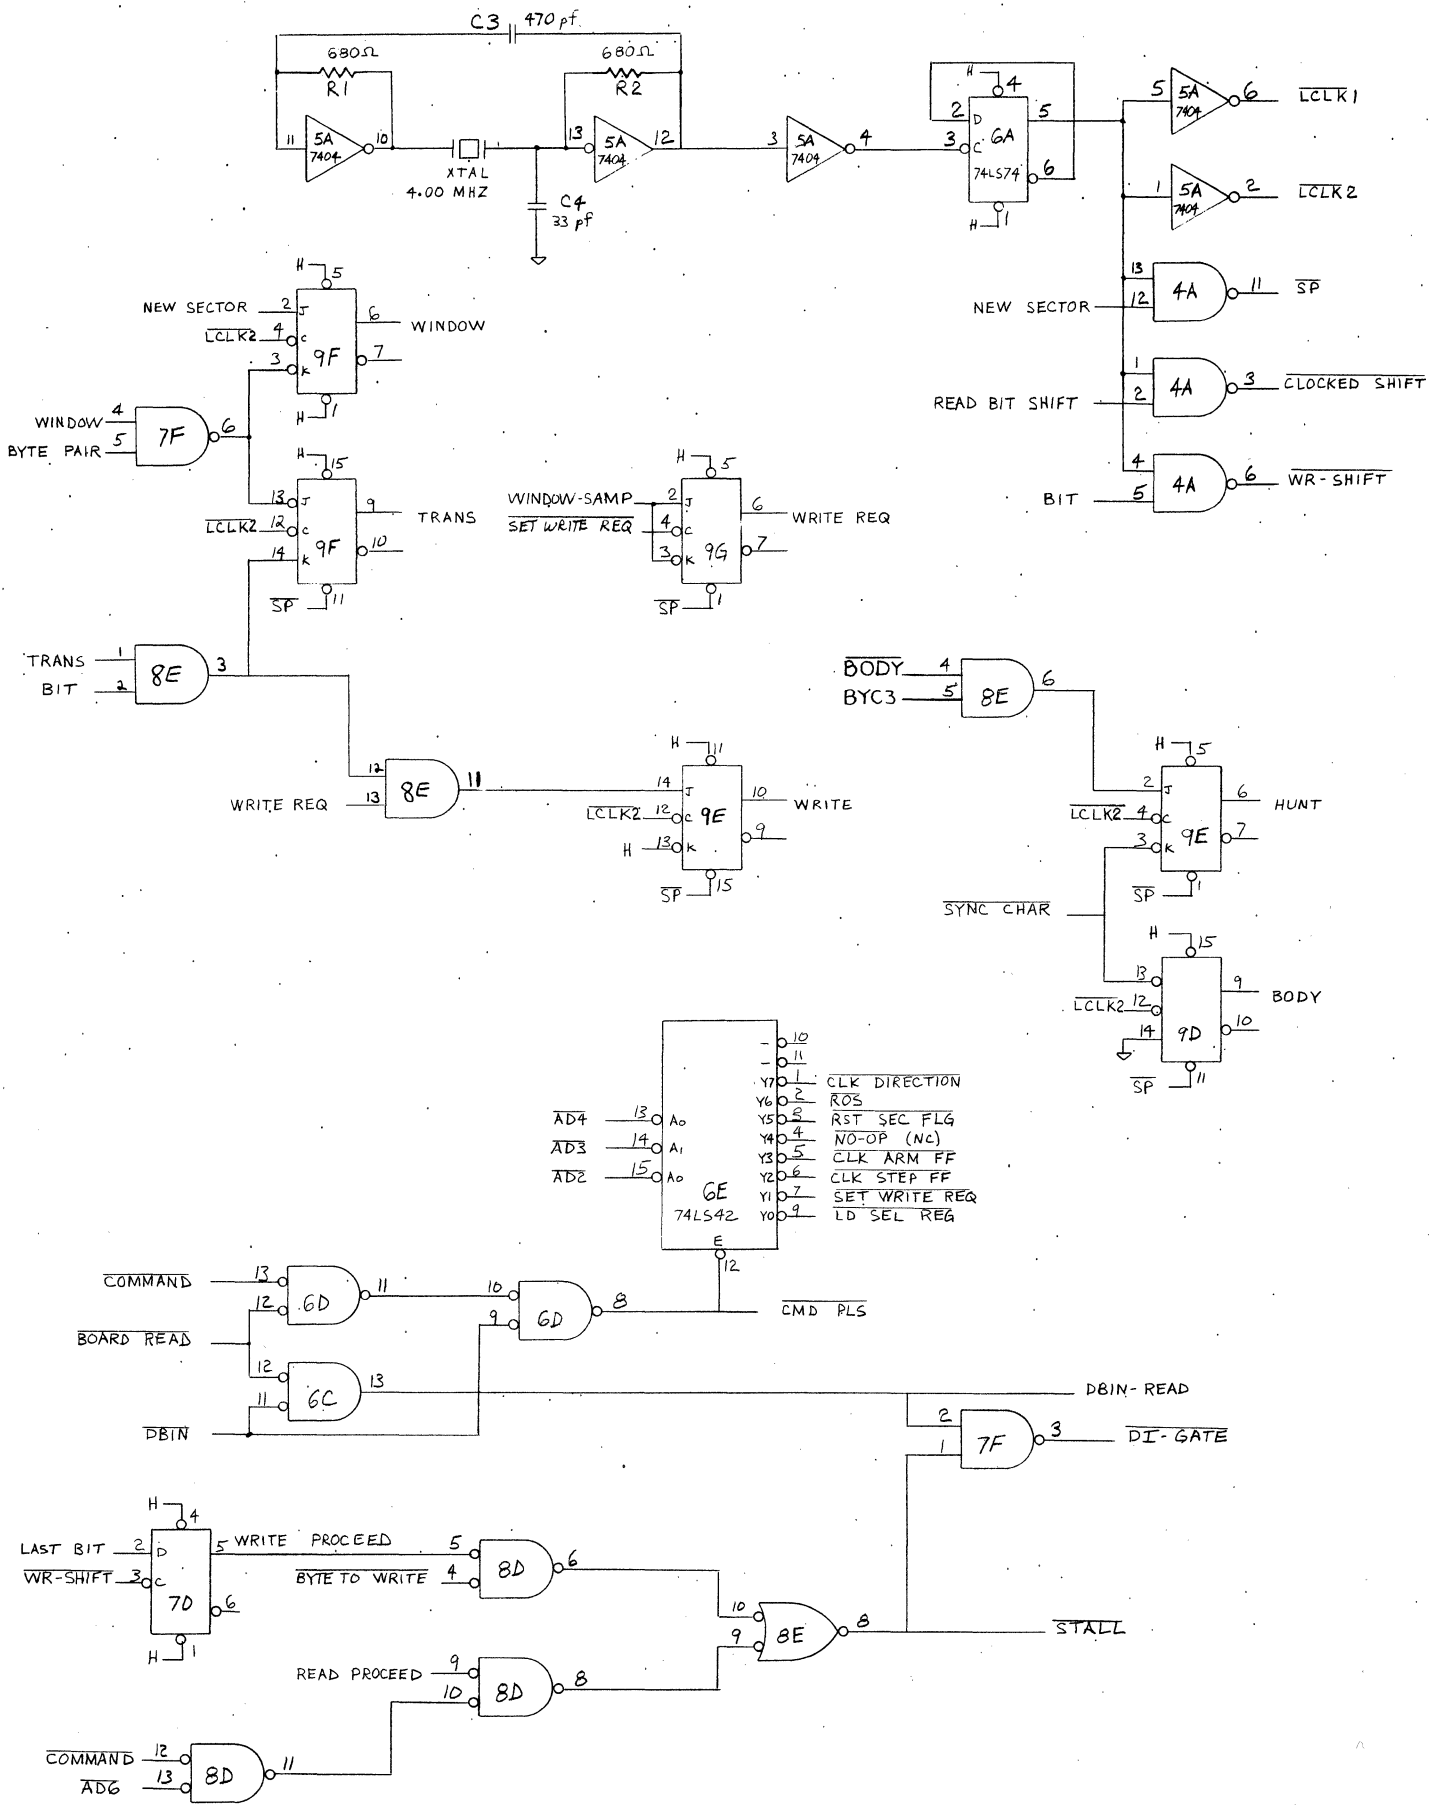 C3 470 pf
680Ω
R1
680Ω
R2
11 5A 7404 10
XTAL
4.00 MHZ
13 5A 7404 12
C4
33 pf
3 5A 7404 4
H 4
2 D 5
6A
3 C
74LS74 6
H 1
5 5A 7404 6 LCLK1
1 5A 7404 2 LCLK2
13
NEW SECTOR 12 4A 11 SP
1
READ BIT SHIFT 2 4A 3 CLOCKED SHIFT
4
BIT 5 4A 6 WR-SHIFT
H 5
NEW SECTOR 2 J 6 WINDOW
LCLK2 4 C
3 K 9F 7
H 1
WINDOW 4
BYTE PAIR 5 7F 6
H 15
13 J 9 TRANS
LCLK2 12 C
14 K 9F 10
SP 11
H 5
WINDOW-SAMP 2 J 6 WRITE REQ
SET WRITE REQ 4 C
3 K 9G 7
SP 1
TRANS 1
BIT 2 8E 3
12
WRITE REQ 13 8E 11
H 11
14 J 10 WRITE
LCLK2 12 C 9E
H 13 K 9
SP 15
BODY 4
BYC3 5 8E 6
H 5
2 J 6 HUNT
LCLK2 4 C
3 K 9E 7
SP 1
SYNC CHAR
H 15
13 9 BODY
LCLK2 12
14 9D 10
SP 11
- 10
- 11
Y7 1 CLK DIRECTION
Y6 2 ROS
Y5 3 RST SEC FLG
Y4 4 NO-OP (NC)
Y3 5 CLK ARM FF
Y2 6 CLK STEP FF
Y1 7 SET WRITE REQ
Y0 9 LD SEL REG
AD4 13 A0
AD3 14 A1
AD2 15 A0
6E
74LS42
E
12
COMMAND 13
12 6D 11
BOARD READ
10
9 6D 8 CMD PLS
12
11 6C 13 DBIN-READ
DBIN
2
1 7F 3 DI-GATE
H 4
LAST BIT 2 D 5 WRITE PROCEED
WR-SHIFT 3 C
7D 6
H 1
5
BYTE TO WRITE 4 8D 6
10
9 8E 8 STALL
READ PROCEED 9
10 8D 8
COMMAND 12
AD6 13 8D 11